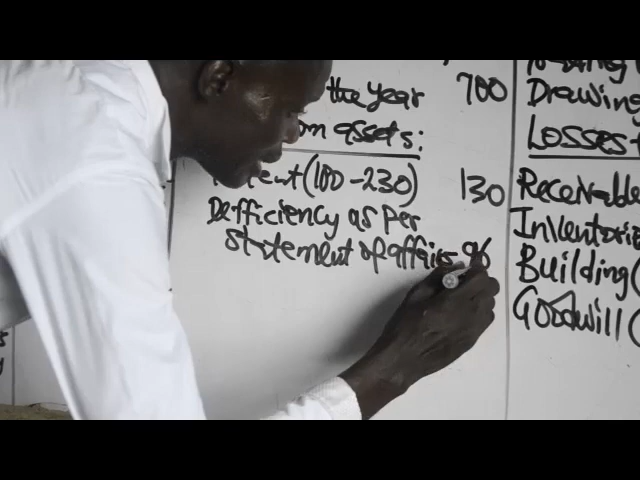 the year 700
assets:
(100-230) 130
Defficiency as per
statement of affairs 96
Drawing
Losses
Receivable
Inventorie
Building (
Goodwill (